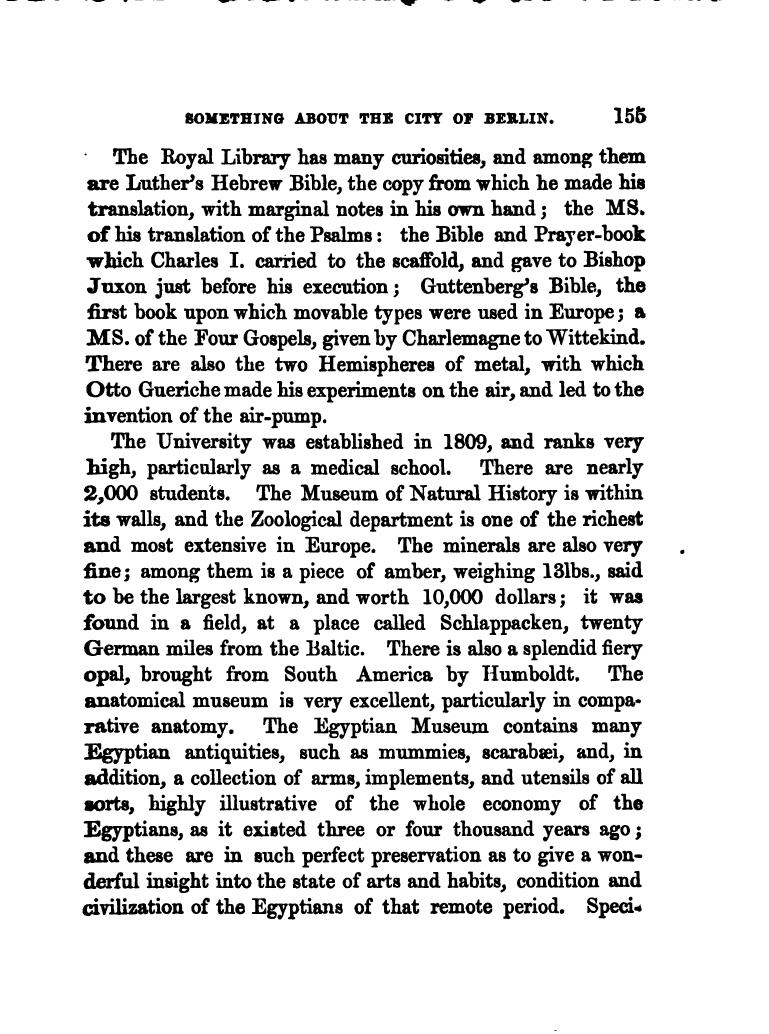 SOMETHING ABOUT THE CITY OF BERLIN. 155
The Royal Library has many curiosities, and among them
are Luther's Hebrew Bible, the copy from which he made his
translation, with marginal notes in his own hand; the MS.
of his translation of the Psalms: the Bible and Prayer-book
which Charles I. carried to the scaffold, and gave to Bishop
Juxon just before his execution; Guttenberg's Bible, the
first book upon which movable types were used in Europe; a
MS. of the Four Gospels, given by Charlemagne to Wittekind.
There are also the two Hemispheres of metal, with which
Otto Gueriche made his experiments on the air, and led to the
invention of the air-pump.
The University was established in 1809, and ranks very
high, particularly as a medical school. There are nearly
2,000 students. The Museum of Natural History is within
its walls, and the Zoological department is one of the richest
and most extensive in Europe. The minerals are also very
fine; among them is a piece of amber, weighing 13lbs., said
to be the largest known, and worth 10,000 dollars; it was
found in a field, at a place called Schlappacken, twenty
German miles from the Baltic. There is also a splendid fiery
opal, brought from South America by Humboldt. The
anatomical museum is very excellent, particularly in compa-
rative anatomy. The Egyptian Museum contains many
Egyptian antiquities, such as mummies, scarabæi, and, in
addition, a collection of arms, implements, and utensils of all
sorts, highly illustrative of the whole economy of the
Egyptians, as it existed three or four thousand years ago;
and these are in such perfect preservation as to give a won-
derful insight into the state of arts and habits, condition and
civilization of the Egyptians of that remote period. Speci-